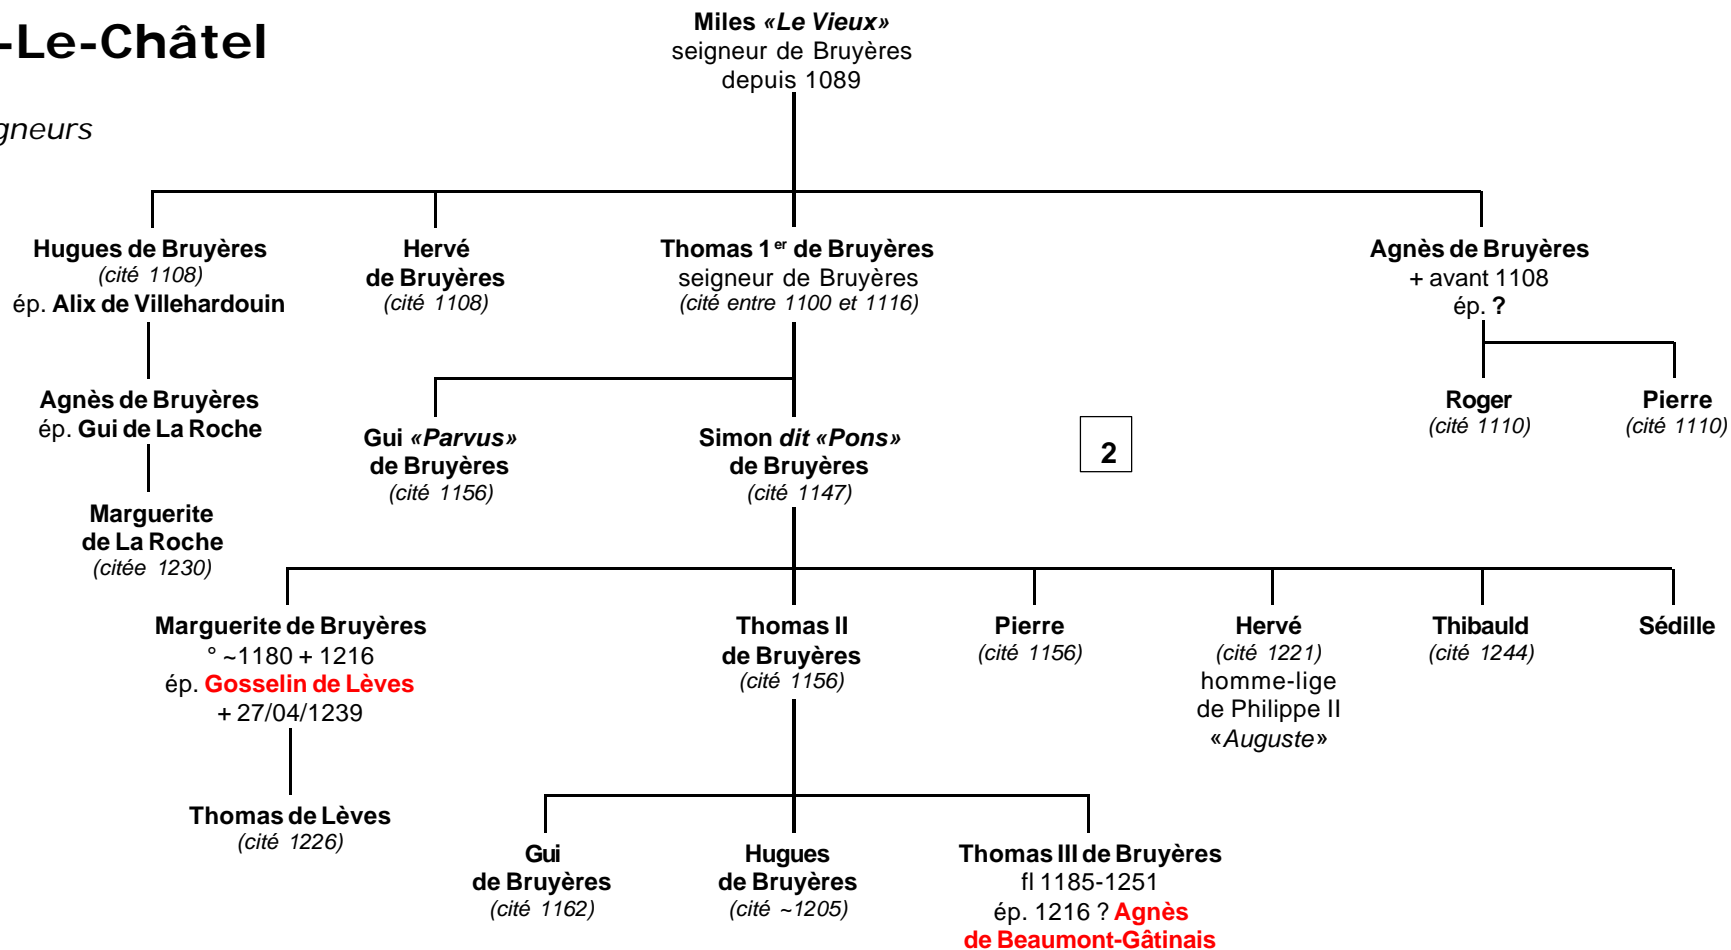 -Le-Châtel
gneurs
Miles «Le Vieux»
seigneur de Bruyères
depuis 1089
Hugues de Bruyères
(cité 1108)
ép. Alix de Villehardouin
Hervé
de Bruyères
(cité 1108)
Thomas 1er de Bruyères
seigneur de Bruyères
(cité entre 1100 et 1116)
Agnès de Bruyères
+ avant 1108
ép. ?
Agnès de Bruyères
ép. Gui de La Roche
Gui «Parvus»
de Bruyères
(cité 1156)
Simon dit «Pons»
de Bruyères
(cité 1147)
2
Roger
(cité 1110)
Pierre
(cité 1110)
Marguerite
de La Roche
(citée 1230)
Marguerite de Bruyères
° ~1180 + 1216
ép. Gosselin de Lèves
+ 27/04/1239
Thomas II
de Bruyères
(cité 1156)
Pierre
(cité 1156)
Hervé
(cité 1221)
homme-lige
de Philippe II
«Auguste»
Thibauld
(cité 1244)
Sédille
Thomas de Lèves
(cité 1226)
Gui
de Bruyères
(cité 1162)
Hugues
de Bruyères
(cité ~1205)
Thomas III de Bruyères
fl 1185-1251
ép. 1216 ? Agnès
de Beaumont-Gâtinais